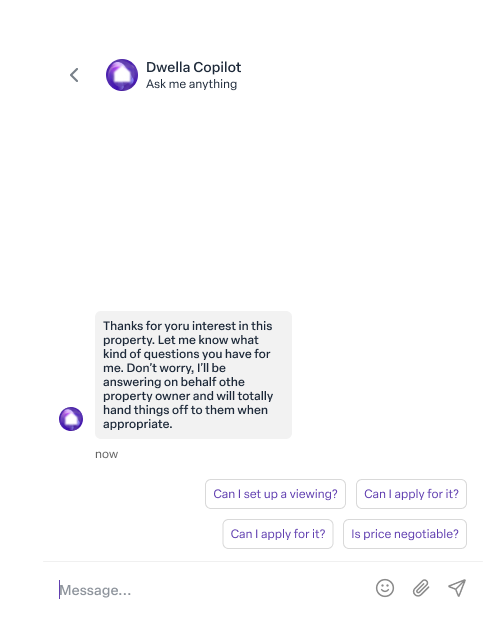 Dwella Copilot
Ask me anything
Thanks for yoru interest in this
property. Let me know what
kind of questions you have for
me. Don't worry, I'll be
answering on behalf othe
property owner and will totally
hand things off to them when
appropriate.
now
Can I set up a viewing?
Can I apply for it?
Can I apply for it?
Is price negotiable?
Message...